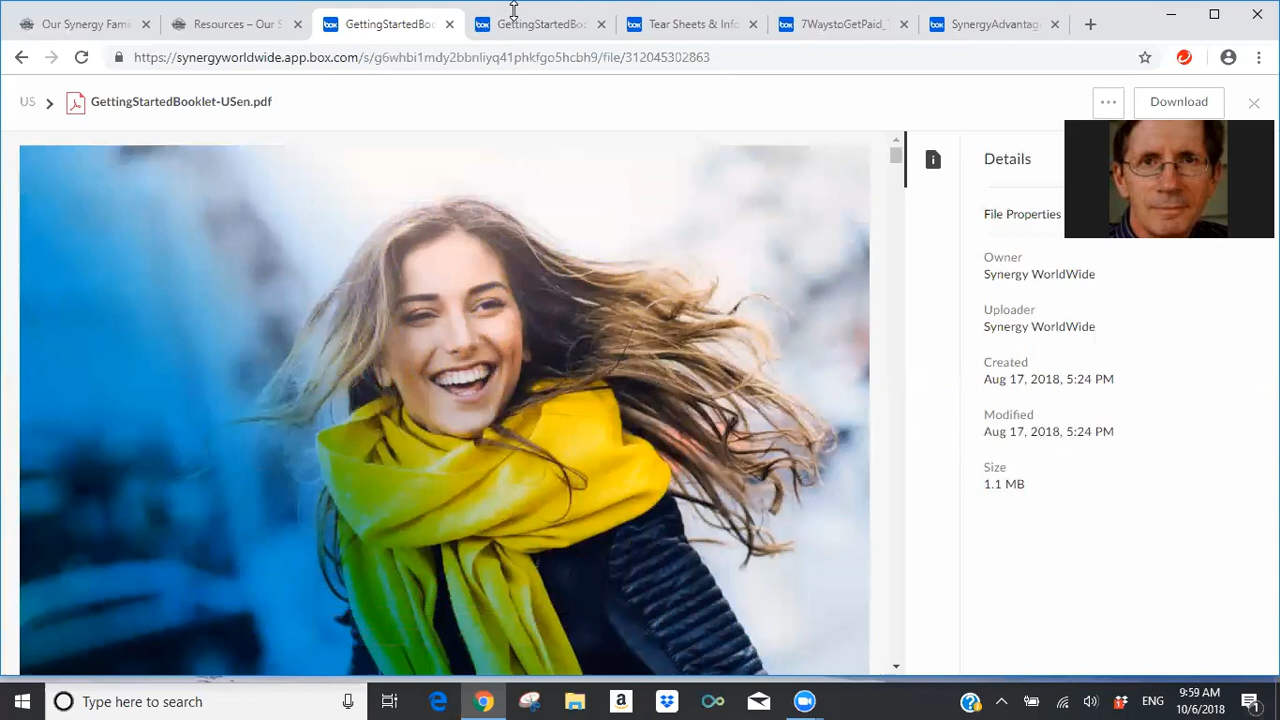 Our Synergy Fami
Resources – Our S
GettingStartedBoo
GettingStartedBoo
Tear Sheets & Info
7WaystoGetPaid_
SynergyAdvantag
https://synergyworldwide.app.box.com/s/g6whbi1mdy2bbnliyq41phkfgo5hcbh9/file/312045302863
US
GettingStartedBooklet-USen.pdf
Download
Details
File Properties
Owner
Synergy WorldWide
Uploader
Synergy WorldWide
Created
Aug 17, 2018, 5:24 PM
Modified
Aug 17, 2018, 5:24 PM
Size
1.1 MB
Type here to search
ENG
9:59 AM
10/6/2018